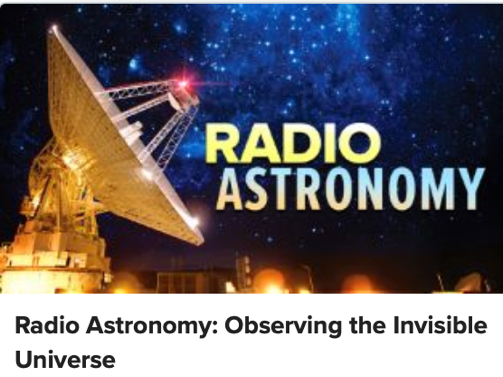 RADIO
ASTRONOMY
Radio Astronomy: Observing the Invisible
Universe